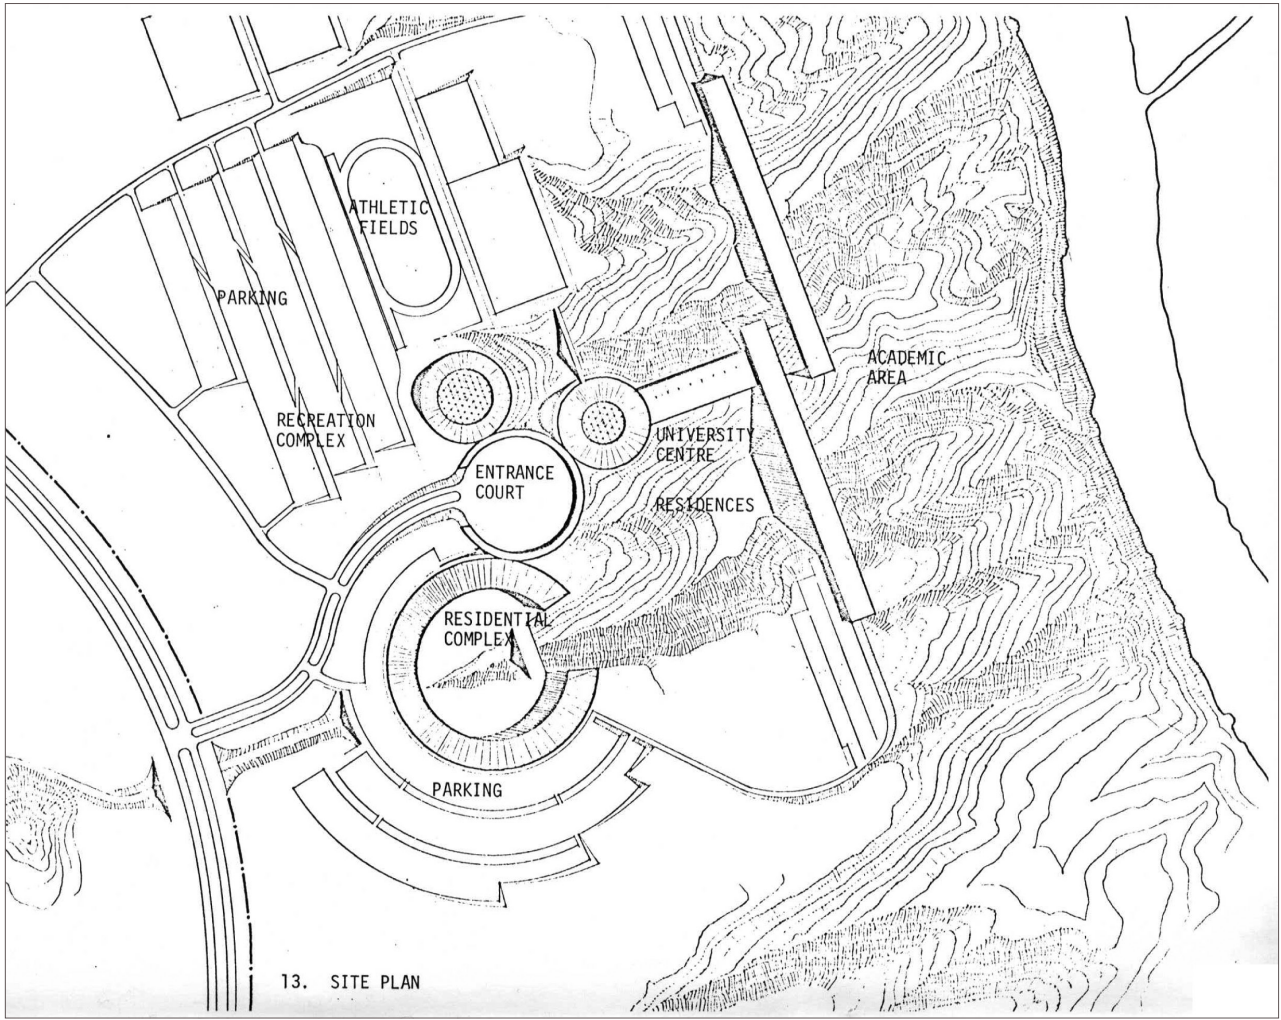 ATHLETIC
FIELDS
PARKING
ACADEMIC
AREA
RECREATION
COMPLEX
UNIVERSITY
CENTRE
ENTRANCE
COURT
RESIDENCES
RESIDENTIAL
COMPLEX
PARKING
13. SITE PLAN